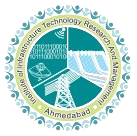 Institute of Infrastructure Technology Research And Management
Ahmedabad